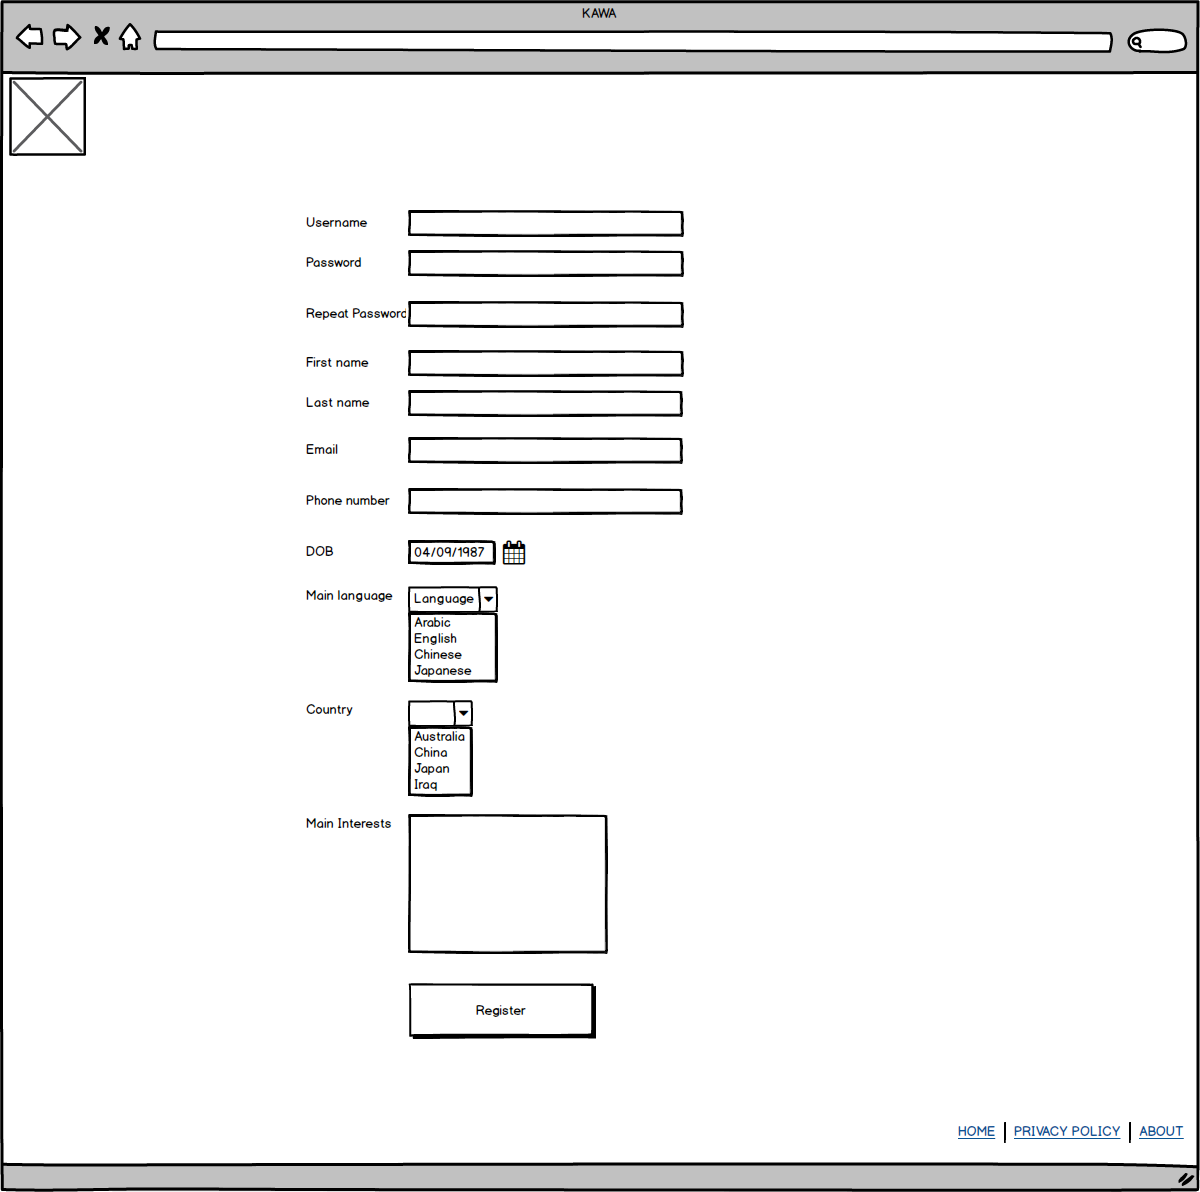 KAWA
Username
Password
Repeat Password
First name
Last name
Email
Phone number
DOB 04/09/1987
Main language Language
Arabic
English
Chinese
Japanese
Country
Australia
China
Japan
Iraq
Main Interests
Register
HOME PRIVACY POLICY ABOUT